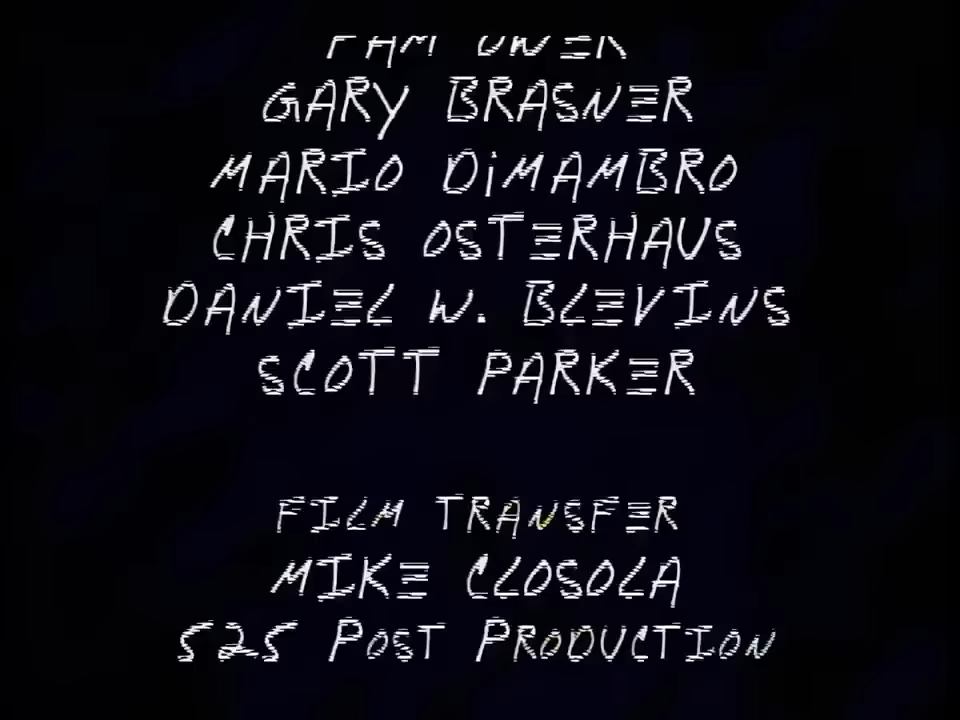 GARY BRASNER
MARIO DiMAMBRO
CHRIS OSTERHAUS
DANIEL W. BLEVINS
SCOTT PARKER
FILM TRANSFER
MIKE CLOSOLA
525 POST PRODUCTION